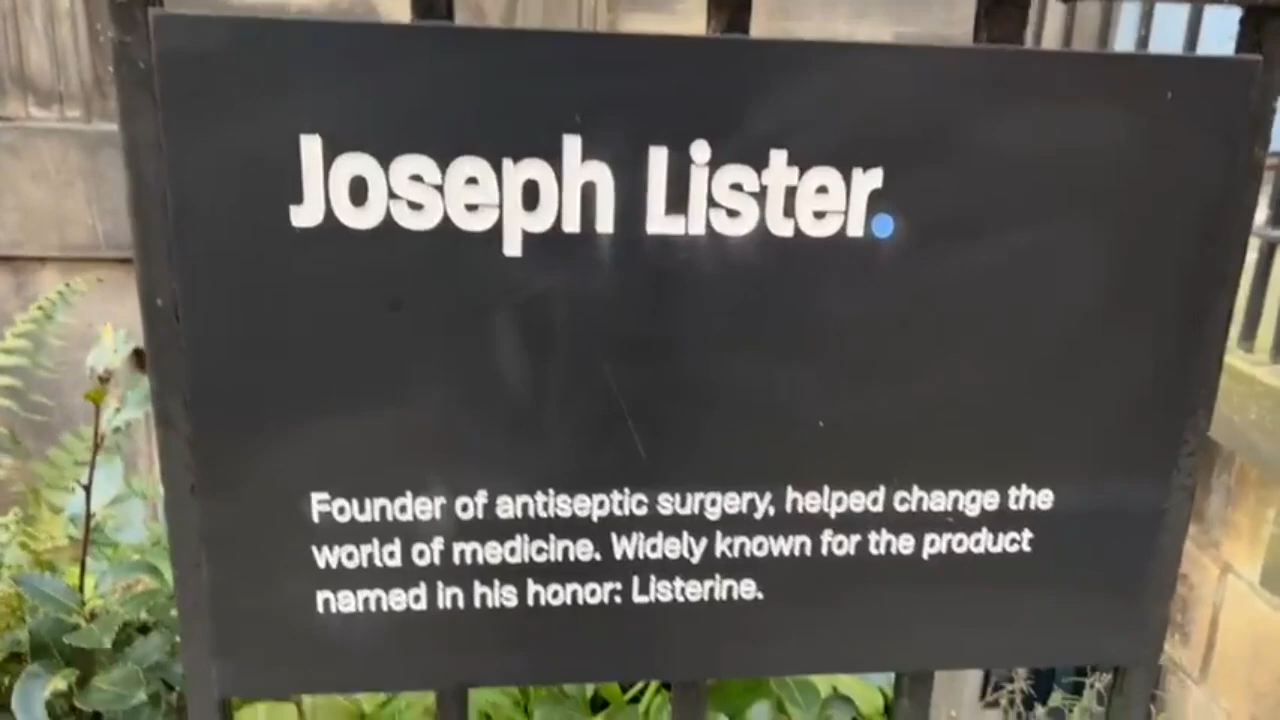 Joseph Lister.
Founder of antiseptic surgery, helped change the
world of medicine. Widely known for the product
named in his honor: Listerine.